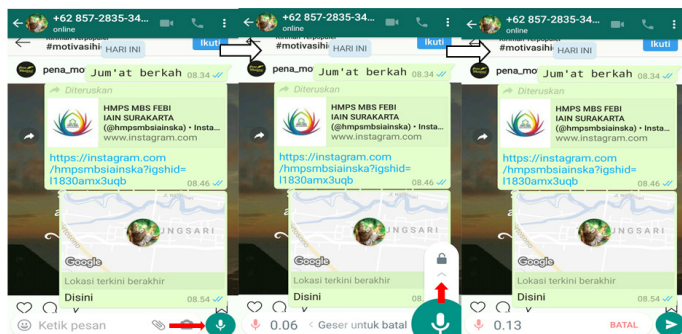 +62 857-2835-34...
online
#motivasihi
HARI INI
Ikuti
pena_mo
Jum'at berkah 08.34
Diteruskan
HMPS MBS FEBI
IAIN SURAKARTA
(@hmpsmbsiainska) • Insta...
www.instagram.com
https://instagram.com
/hmpsmbsiainska?igshid=
l1830amx3uqb
08.46
UNGSARI
Google
Lokasi terkini berakhir
Disini
08.54
Ketik pesan
+62 857-2835-34...
online
#motivasihi
HARI INI
Ikuti
pena_mo
Jum'at berkah 08.34
Diteruskan
HMPS MBS FEBI
IAIN SURAKARTA
(@hmpsmbsiainska) • Insta...
www.instagram.com
https://instagram.com
/hmpsmbsiainska?igshid=
l1830amx3uqb
08.46
UNGSARI
Google
Lokasi terkini berakhir
Disini
08.
0.06 < Geser untuk batal
+62 857-2835-34...
online
#motivasihi
HARI INI
Ikuti
pena_mo
Jum'at berkah 08.34
Diteruskan
HMPS MBS FEBI
IAIN SURAKARTA
(@hmpsmbsiainska) • Insta...
www.instagram.com
https://instagram.com
/hmpsmbsiainska?igshid=
l1830amx3uqb
08.46
UNGSARI
Google
Lokasi terkini berakhir
Disini
08.54
0.13 BATAL